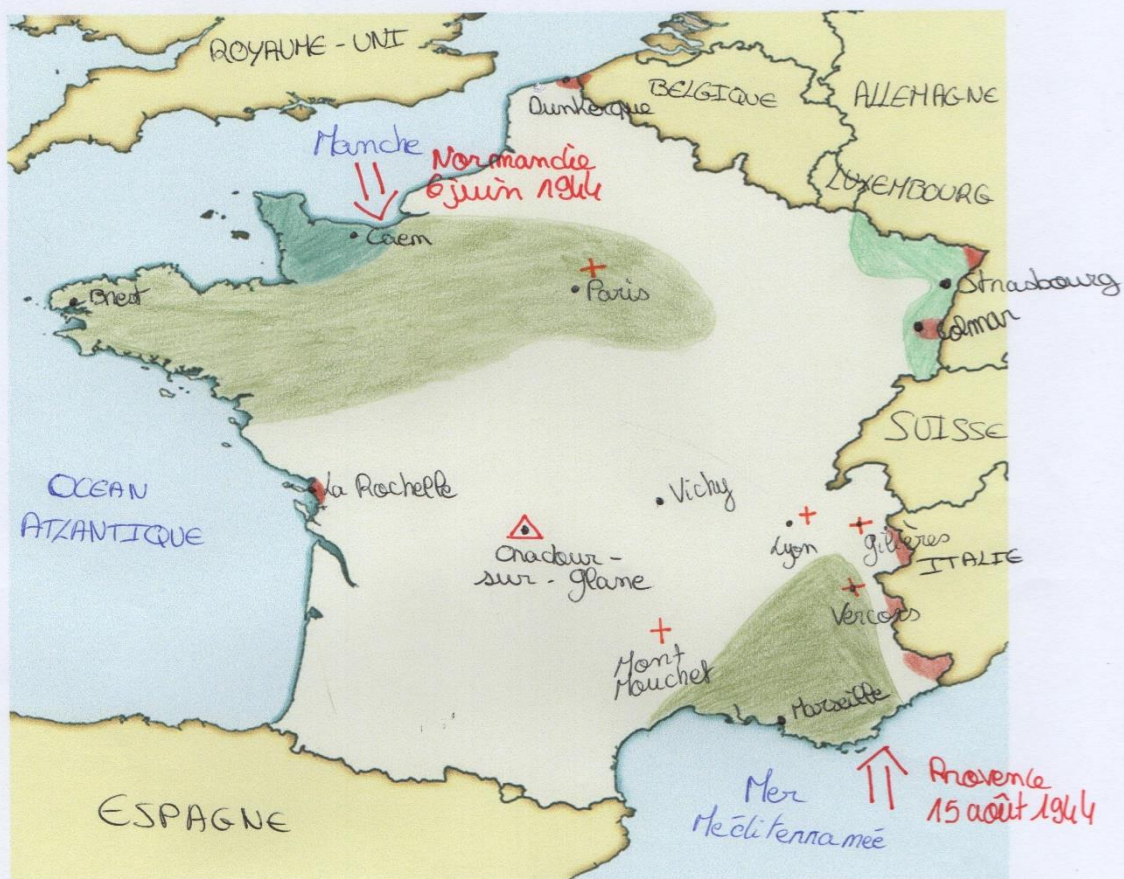 ROYAUME-UNI
BELGIQUE
ALLEMAGNE
Dunkerque
Manche
Normandie
6 juin 1944
LUXEMBOURG
Caen
Paris
Brest
Strasbourg
Colmar
SUISSE
OCEAN
ATLANTIQUE
La Rochelle
Vichy
Lyon
Glières
Oradour-
sur-Glane
ITALIE
Vercors
Mont
Mouchet
Marseille
Provence
15 août 1944
Mer
Méditerrannée
ESPAGNE